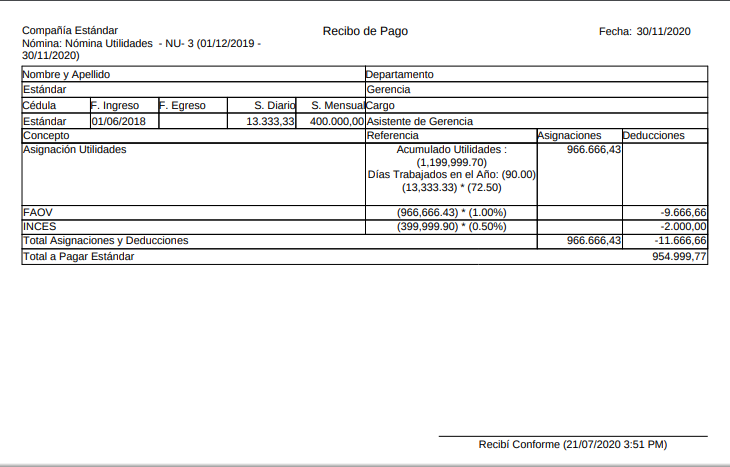 Compañía Estándar Recibo de Pago Fecha: 30/11/2020
Nómina: Nómina Utilidades - NU- 3 (01/12/2019 -
30/11/2020)
Nombre y Apellido Departamento
Estándar Gerencia
Cédula F. Ingreso F. Egreso S. Diario S. Mensual Cargo
Estándar 01/06/2018 13.333,33 400.000,00 Asistente de Gerencia
Concepto Referencia Asignaciones Deducciones
Asignación Utilidades Acumulado Utilidades : 966.666,43
(1,199,999.70)
Días Trabajados en el Año: (90.00)
(13,333.33) * (72.50)
FAOV (966,666.43) * (1.00%) -9.666,66
INCES (399,999.90) * (0.50%) -2.000,00
Total Asignaciones y Deducciones 966.666,43 -11.666,66
Total a Pagar Estándar 954.999,77
Recibí Conforme (21/07/2020 3:51 PM)